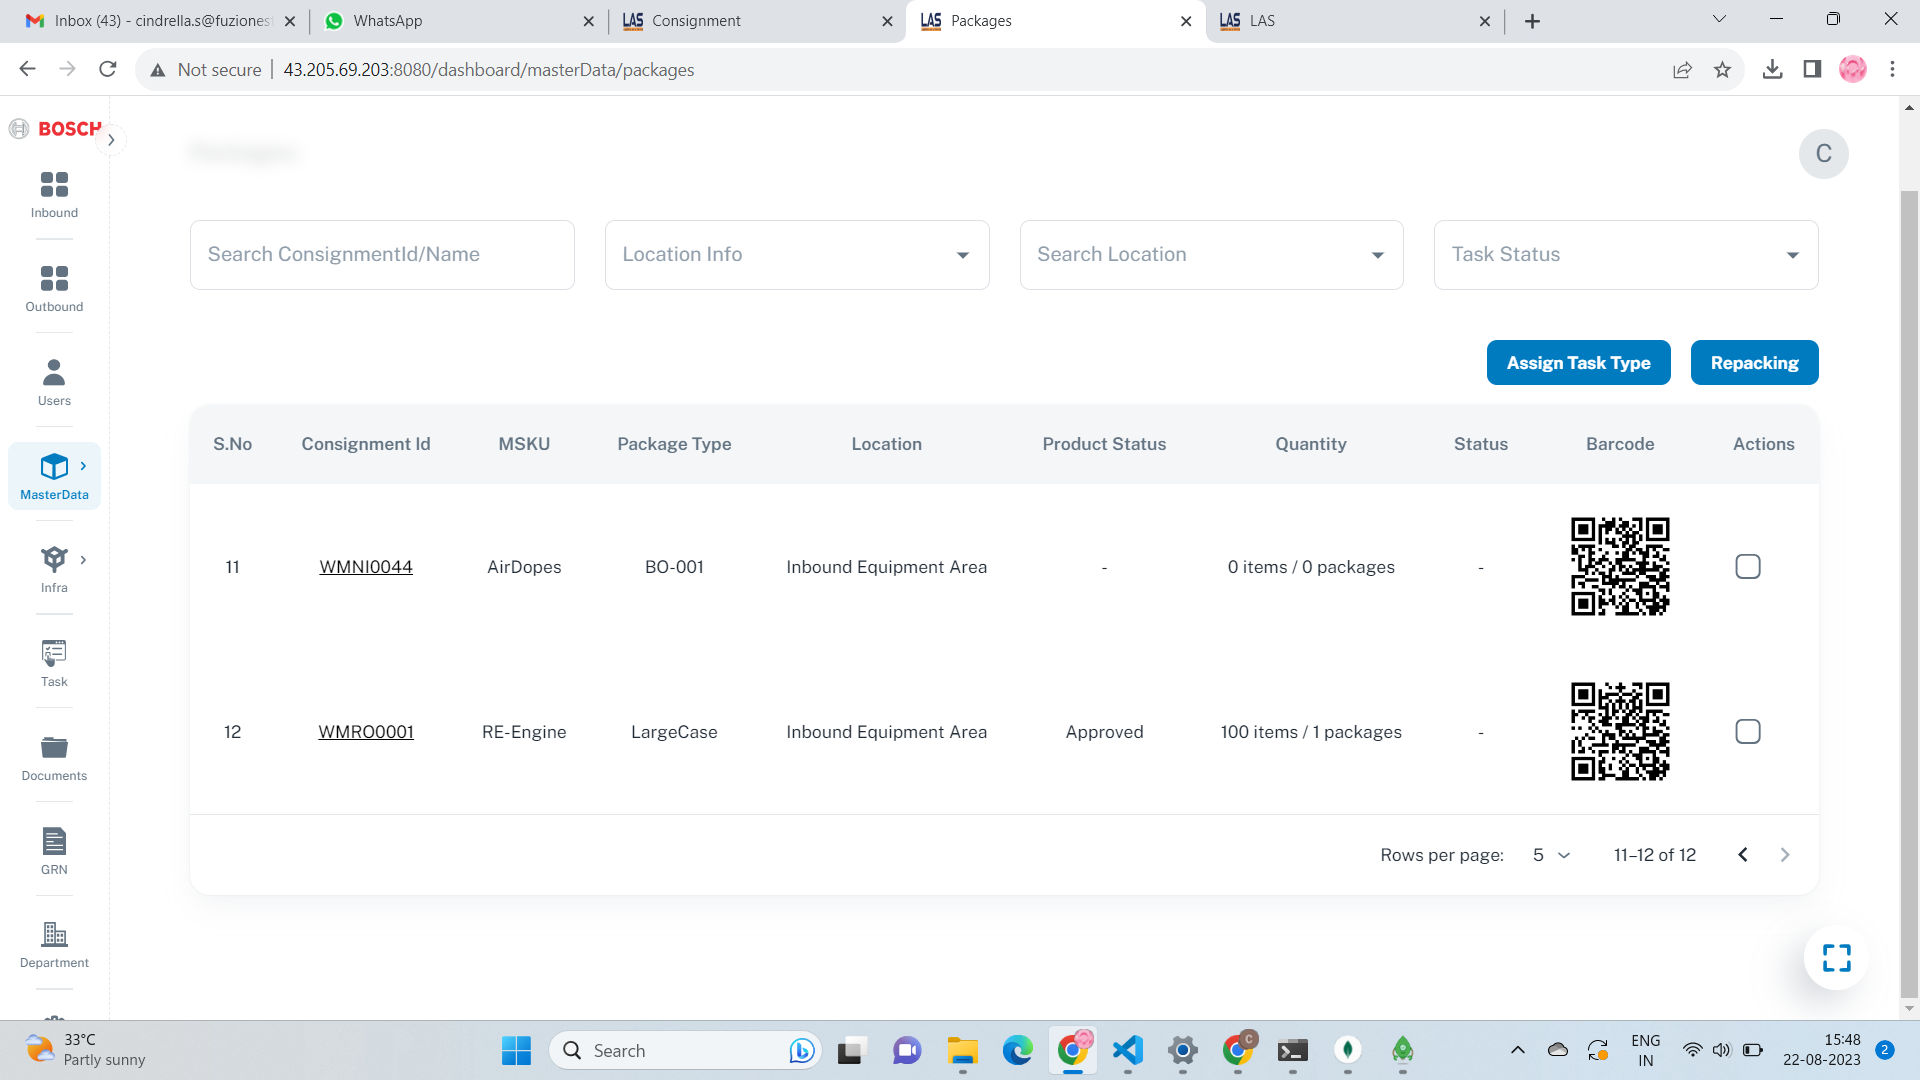 Inbox (43) - cindrella.s@fuziones
WhatsApp
LAS Consignment
LAS Packages
LAS LAS
Not secure
43.205.69.203:8080/dashboard/masterData/packages
BOSCH
C
Inbound
Outbound
Users
MasterData
Infra
Task
Documents
GRN
Department
Search ConsignmentId/Name
Location Info
Search Location
Task Status
Assign Task Type
Repacking
S.No Consignment Id MSKU Package Type Location Product Status Quantity Status Barcode Actions
11 WMNI0044 AirDopes BO-001 Inbound Equipment Area - 0 items / 0 packages -
12 WMRO0001 RE-Engine LargeCase Inbound Equipment Area Approved 100 items / 1 packages -
Rows per page: 5 11–12 of 12
33°C
Partly sunny
Search
C
ENG
IN
15:48
22-08-2023
2